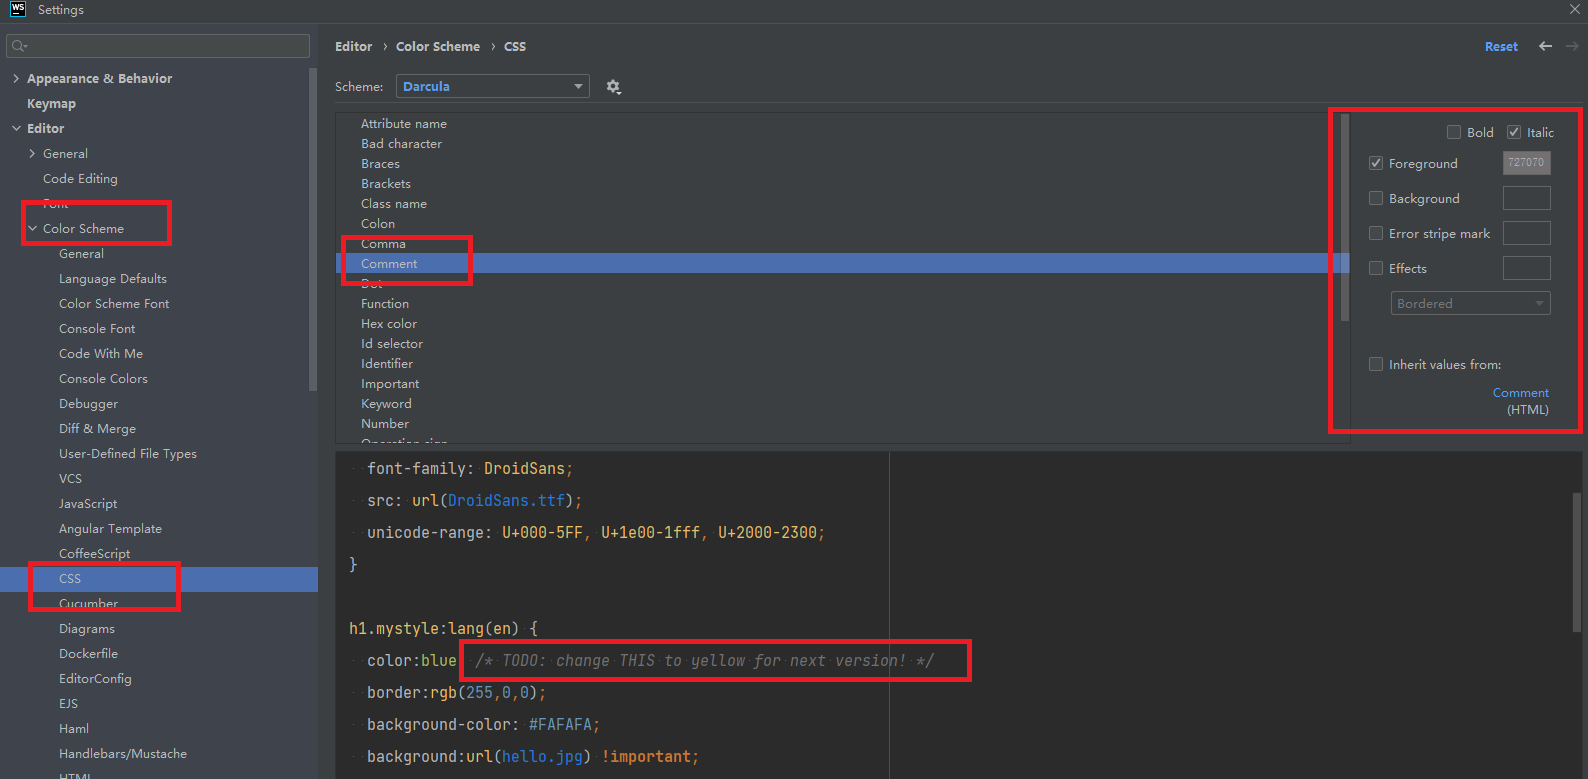 WS Settings
Editor › Color Scheme › CSS
Reset
Appearance & Behavior
Keymap
Editor
General
Code Editing
Font
Color Scheme
General
Language Defaults
Color Scheme Font
Console Font
Code With Me
Console Colors
Debugger
Diff & Merge
User-Defined File Types
VCS
JavaScript
Angular Template
CoffeeScript
CSS
Cucumber
Diagrams
Dockerfile
EditorConfig
EJS
Haml
Handlebars/Mustache
HTML
Scheme: Darcula
Attribute name
Bad character
Braces
Brackets
Class name
Colon
Comma
Comment
Dot
Function
Hex color
Id selector
Identifier
Important
Keyword
Number
Operation sign
Bold Italic
Foreground 727070
Background
Error stripe mark
Effects
Bordered
Inherit values from:
Comment
(HTML)
font-family: DroidSans;
src: url(DroidSans.ttf);
unicode-range: U+000-5FF, U+1e00-1fff, U+2000-2300;
}
h1.mystyle:lang(en) {
color:blue /* TODO: change THIS to yellow for next version! */
border:rgb(255,0,0);
background-color: #FAFAFA;
background:url(hello.jpg) !important;